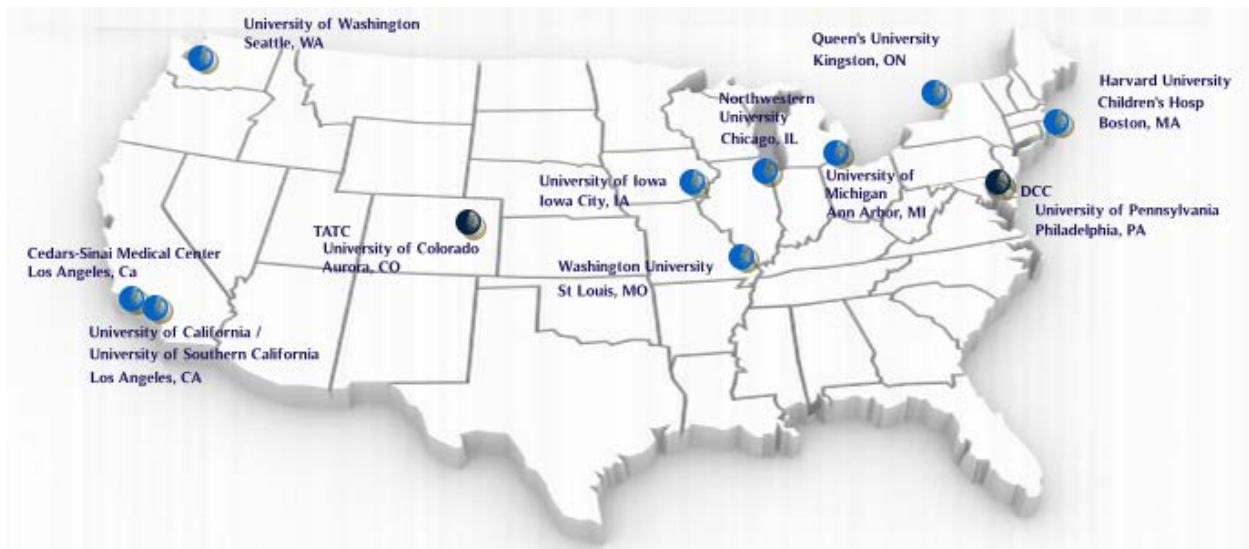 University of Washington
Seattle, WA
Queen's University
Kingston, ON
Harvard University
Children's Hosp
Boston, MA
Northwestern
University
Chicago, IL
University of Iowa
Iowa City, IA
University of
Michigan
Ann Arbor, MI
DCC
University of Pennsylvania
Philadelphia, PA
TATC
University of Colorado
Aurora, CO
Cedars-Sinai Medical Center
Los Angeles, Ca
Washington University
St Louis, MO
University of California /
University of Southern California
Los Angeles, CA